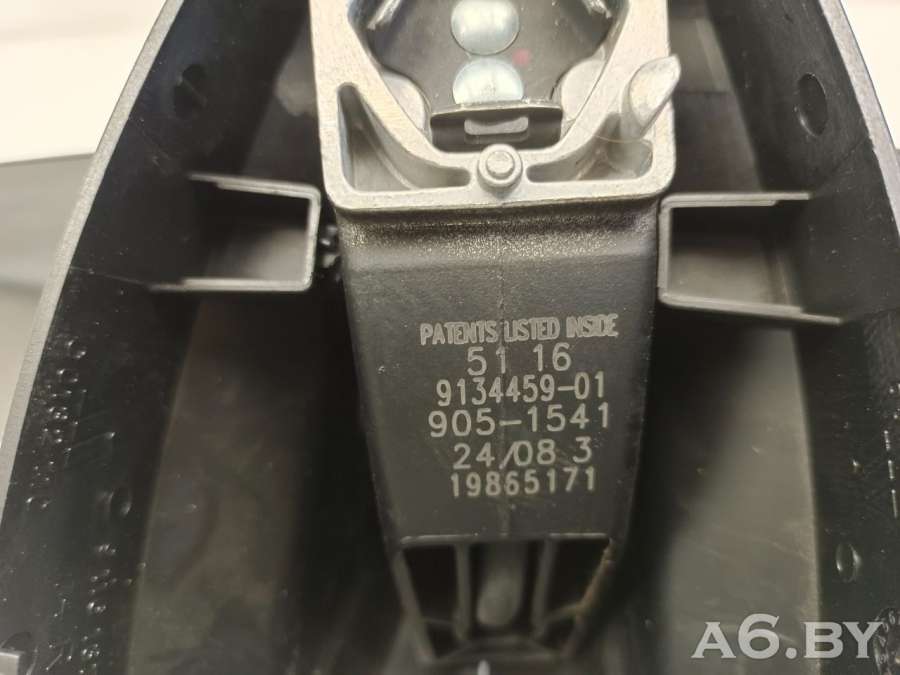 PATENTS LISTED INSIDE
51 16
9134459-01
905-1541
24/08 3
19865171
A6.BY